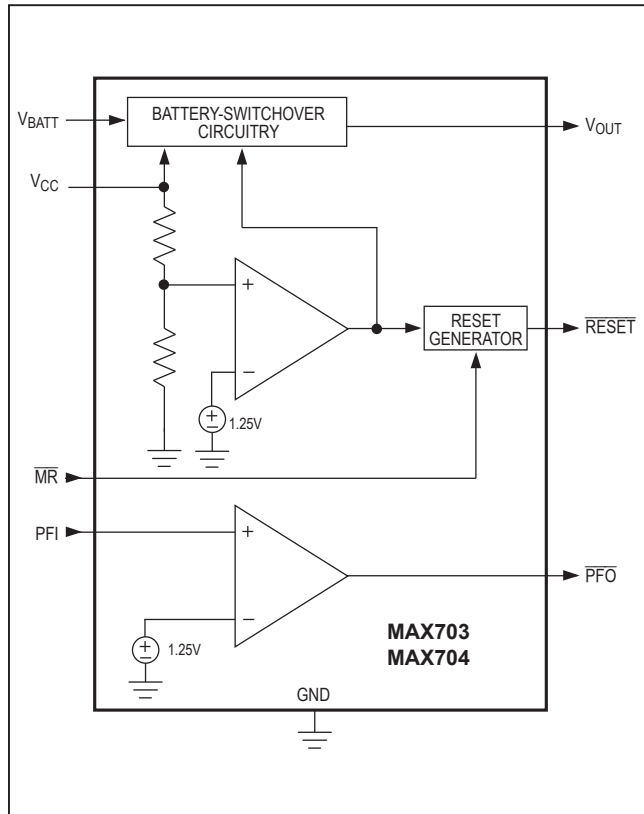 BATTERY-SWITCHOVER
CIRCUITRY
VBATT
VOUT
VCC
+
RESET
GENERATOR
RESET
−
+
−
1.25V
MR
PFI
+
PFO
−
+
−
1.25V
MAX703
MAX704
GND